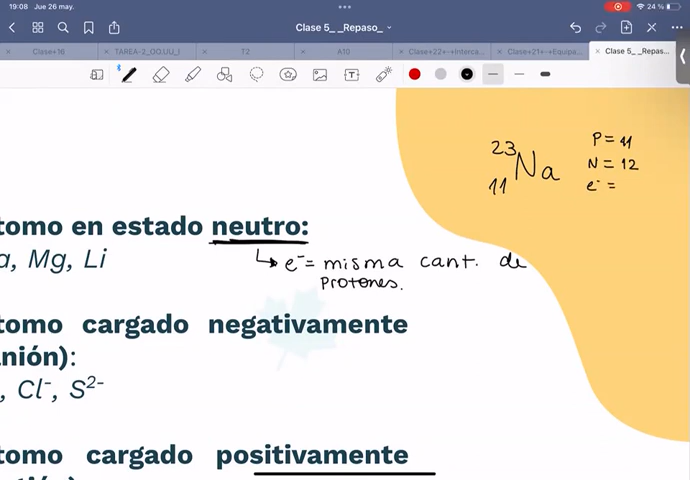 19:08 Jue 26 may.
24 %
Clase 5_ _Repaso_
Clase+16
TAREA-2_QQ.UU_I
T2
A10
Clase+22+-+Interca...
Clase+21+-+Equipa...
Clase 5_ _Repas...
23
11 Na
P = 11
N = 12
e- =
tomo en estado neutro:
a, Mg, Li
↳ e- = misma cant. de
protones.
tomo cargado negativamente
nión):
, Cl-, S2-
tomo cargado positivamente